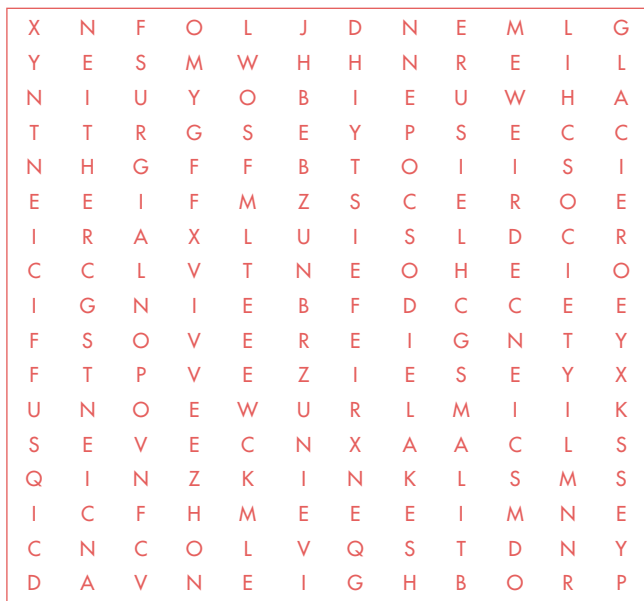 X N F O L J D N E M L G
Y E S M W H H N R E I L
N I U Y O B I E U W H A
T T R G S E Y P S E C C
N H G F F B T O I I S I
E E I F M Z S C E R O E
I R A X L U I S L D C R
C C L V T N E O H E I O
I G N I E B F D C C E E
F S O V E R E I G N T Y
F T P V E Z I E S E Y X
U N O E W U R L M I I K
S E V E C N X A A C L S
Q I N Z K I N K L S M S
I C F H M E E E I M N E
C N C O L V Q S T D N Y
D A V N E I G H B O R P